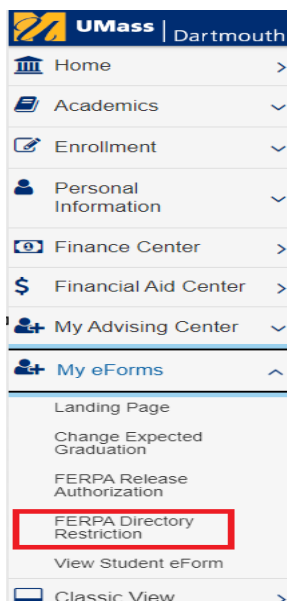 UMass | Dartmouth
Home
Academics
Enrollment
Personal
Information
Finance Center
$ Financial Aid Center
My Advising Center
My eForms
Landing Page
Change Expected
Graduation
FERPA Release
Authorization
FERPA Directory
Restriction
View Student eForm
Classic View